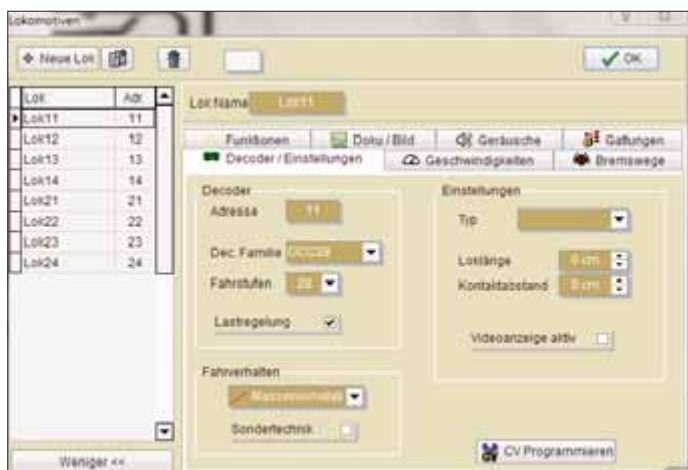 Lokomotiven
Neue Lok
OK
Lok Adr.
Lok11 11
Lok12 12
Lok13 13
Lok14 14
Lok21 21
Lok22 22
Lok23 23
Lok24 24
Weniger <<
Lok Name Lok11
Funktionen Doku / Bild Geräusche Gattungen
Decoder / Einstellungen Geschwindigkeiten Bremswege
Decoder
Adresse 11
Dec. Familie
Fahrstufen 28
Lastregelung
Fahrverhalten
Sondertechnik
Einstellungen
Typ
Loklänge 0 cm
Kontaktabstand 0 cm
Videoanzeige aktiv
CV Programmieren